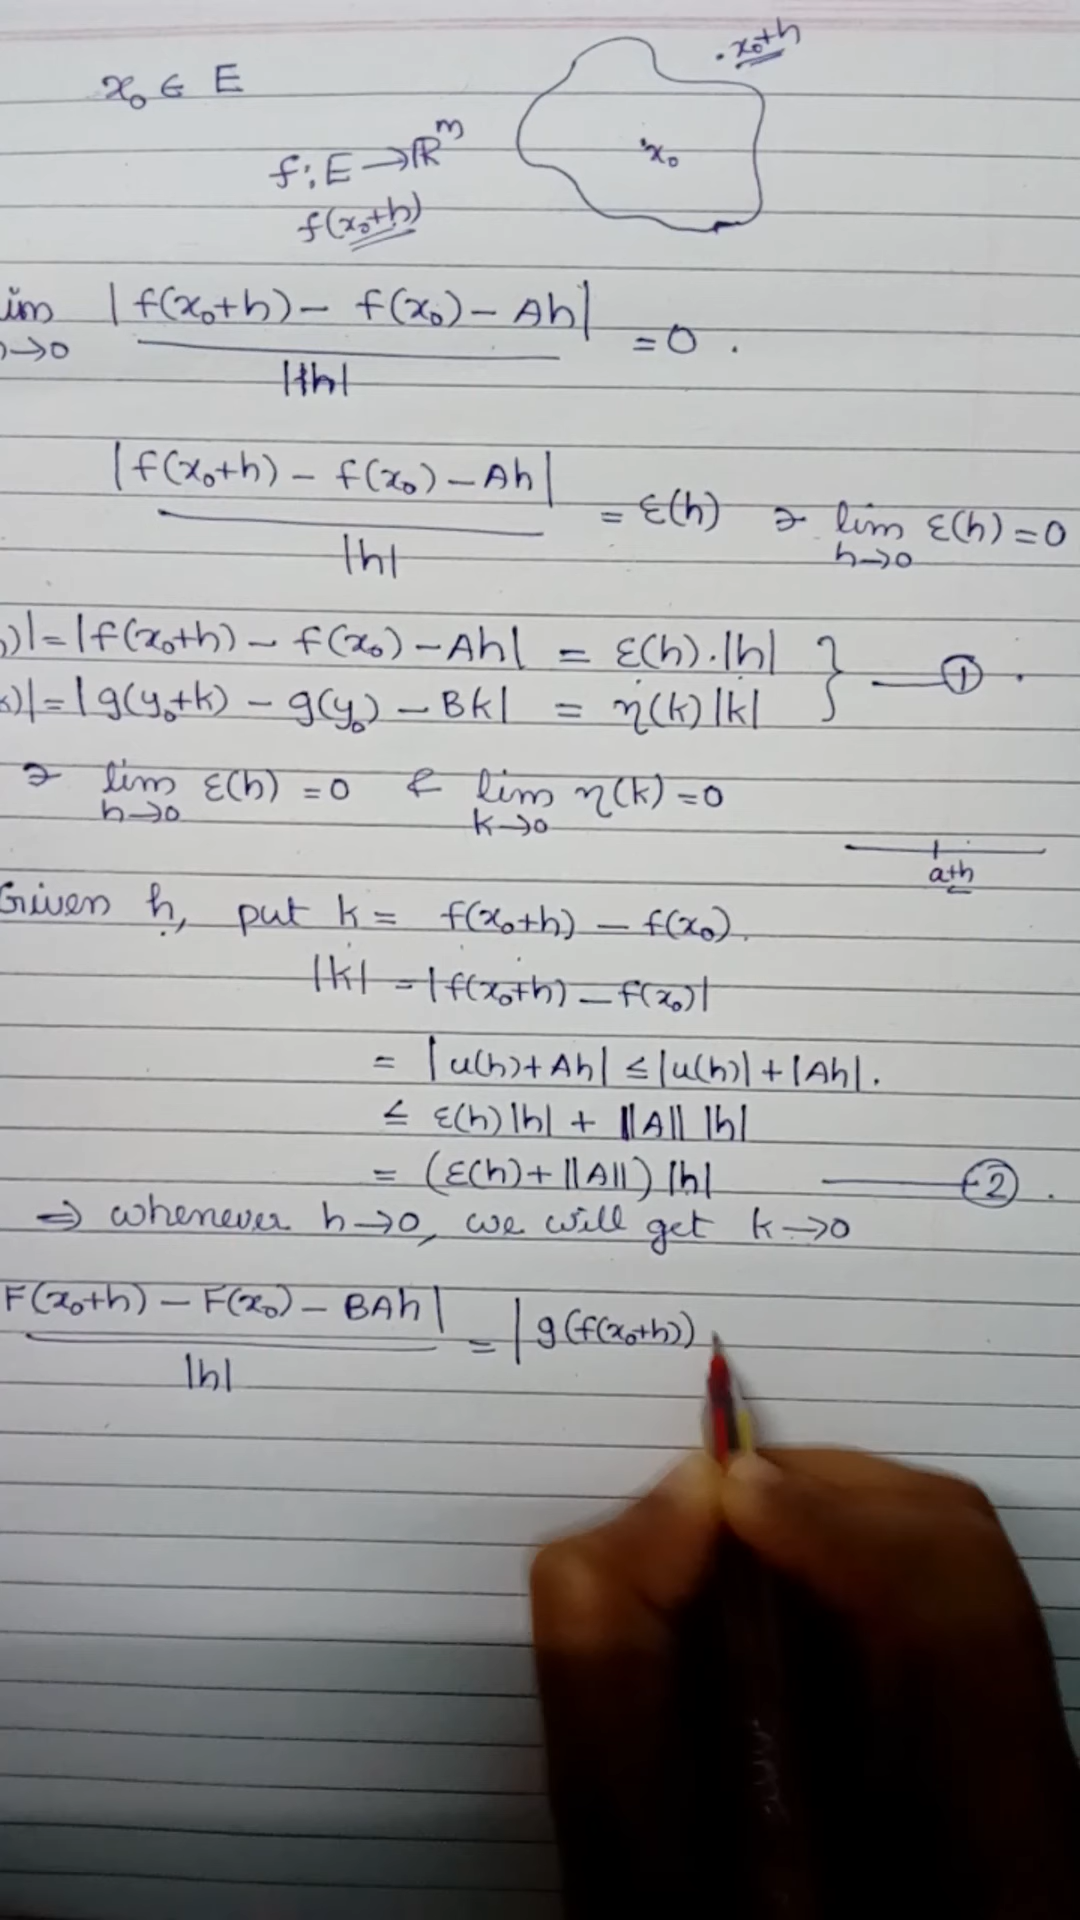 x₀ ∈ E
.x₀+h
f: E → ℝᵐ
x₀
f(x₀+h)
im |f(x₀+h) − f(x₀) − Ah|
→0 = 0 .
|h|
|f(x₀+h) − f(x₀) − Ah|
= ε(h) ∋ lim ε(h) = 0
|h| h→0
)| = |f(x₀+h) − f(x₀) − Ah| = ε(h).|h| } — ① .
)| = |g(y₀+k) − g(y₀) − Bk| = η(k) |k|
∋ lim ε(h) = 0 & lim η(k) = 0
h→0 k→0
a+h
Given h, put k = f(x₀+h) − f(x₀).
|k| = |f(x₀+h) − f(x₀)|
= |u(h) + Ah| ≤ |u(h)| + |Ah|.
≤ ε(h) |h| + ||A|| |h|
= (ε(h) + ||A||) |h| — ② .
⇒ whenever h→0, we will get k→0
F(x₀+h) − F(x₀) − BAh|
= |g(f(x₀+h))
|h|